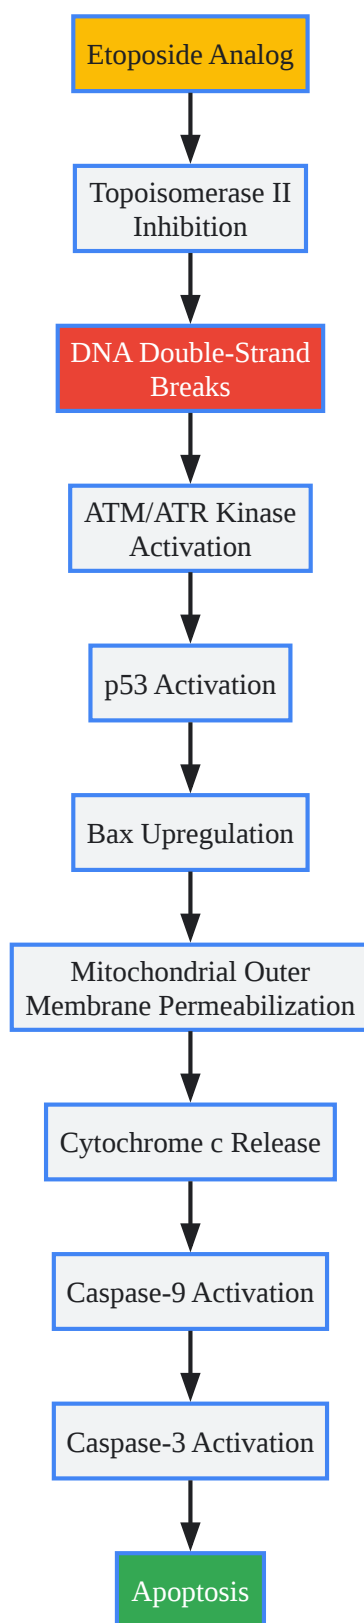 Etoposide Analog
Topoisomerase II
Inhibition
DNA Double-Strand
Breaks
ATM/ATR Kinase
Activation
p53 Activation
Bax Upregulation
Mitochondrial Outer
Membrane Permeabilization
Cytochrome c Release
Caspase-9 Activation
Caspase-3 Activation
Apoptosis